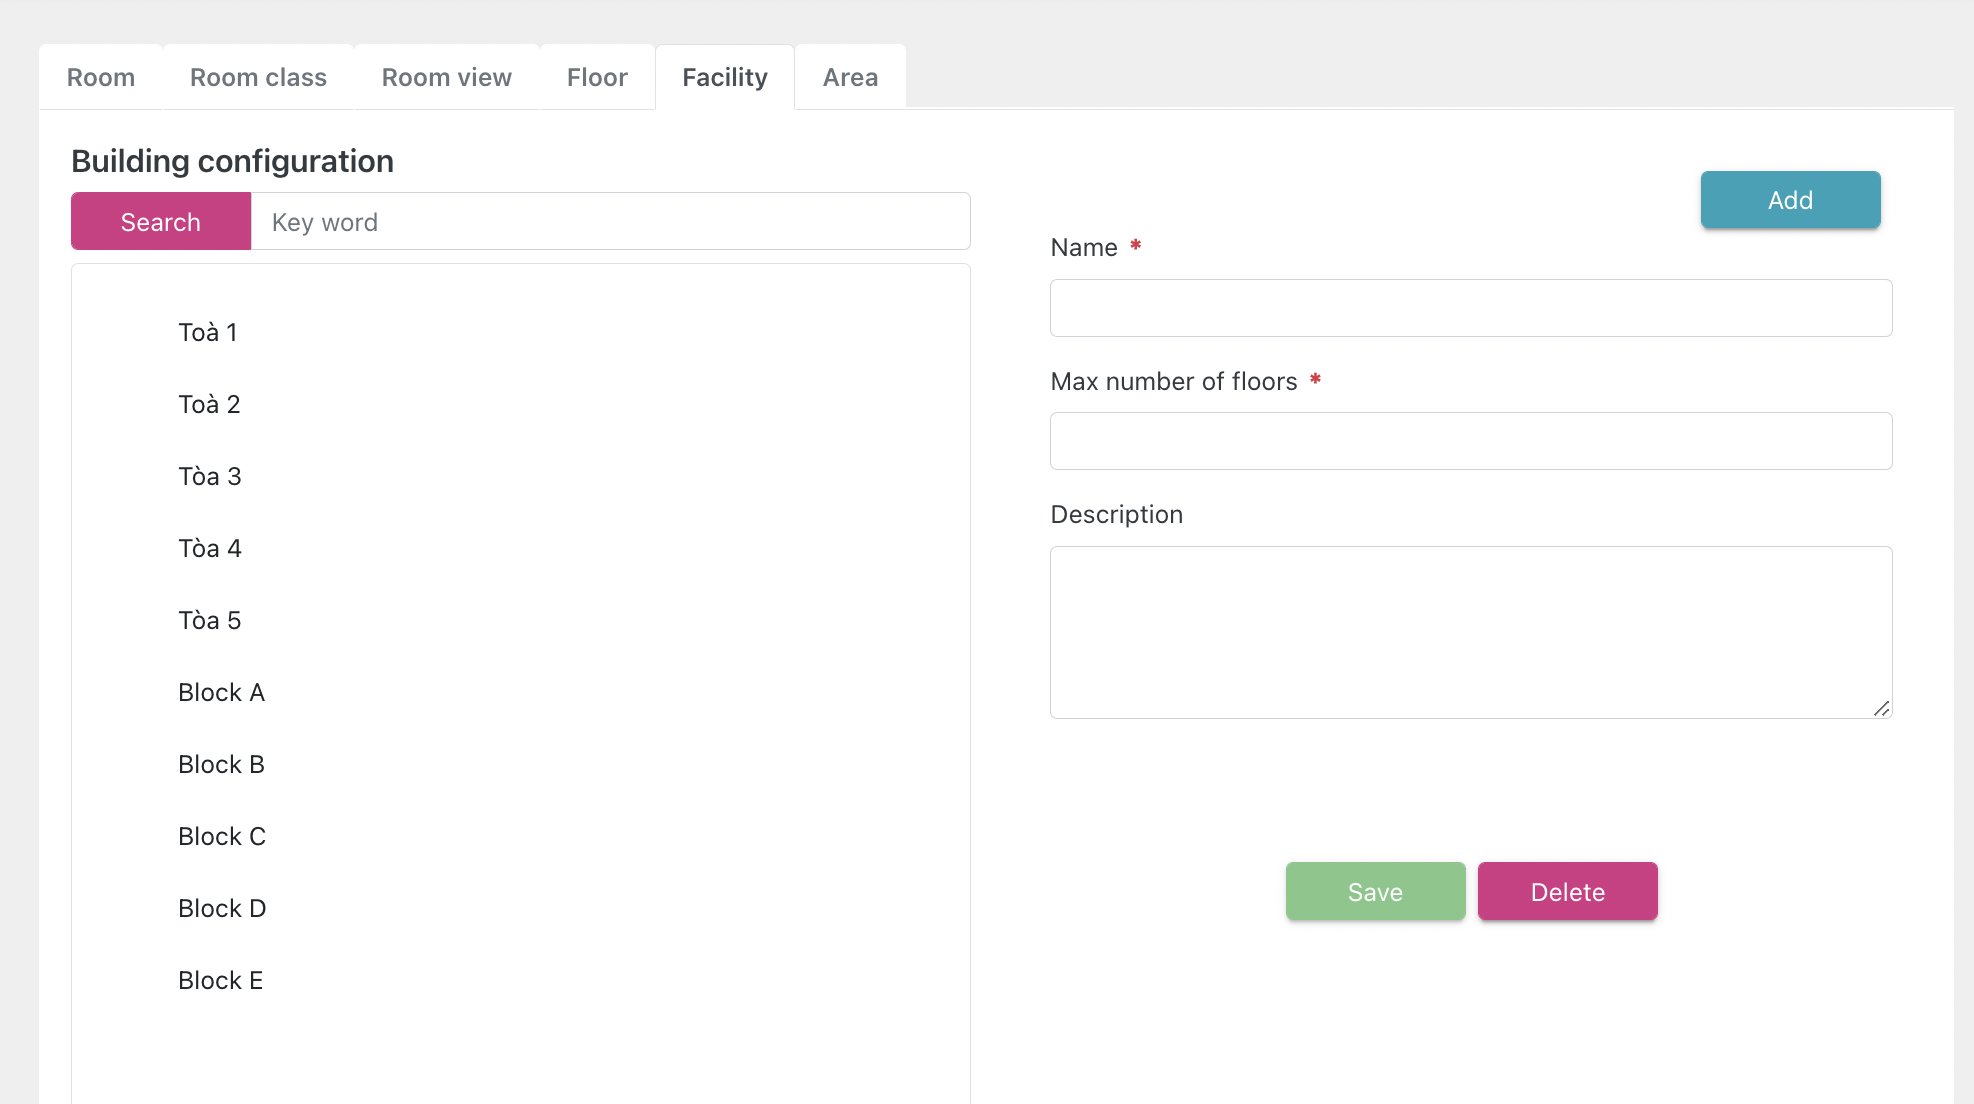 Room Room class Room view Floor Facility Area
Building configuration
Search Key word
Toà 1
Toà 2
Tòa 3
Tòa 4
Tòa 5
Block A
Block B
Block C
Block D
Block E
Add
Name *
Max number of floors *
Description
Save Delete